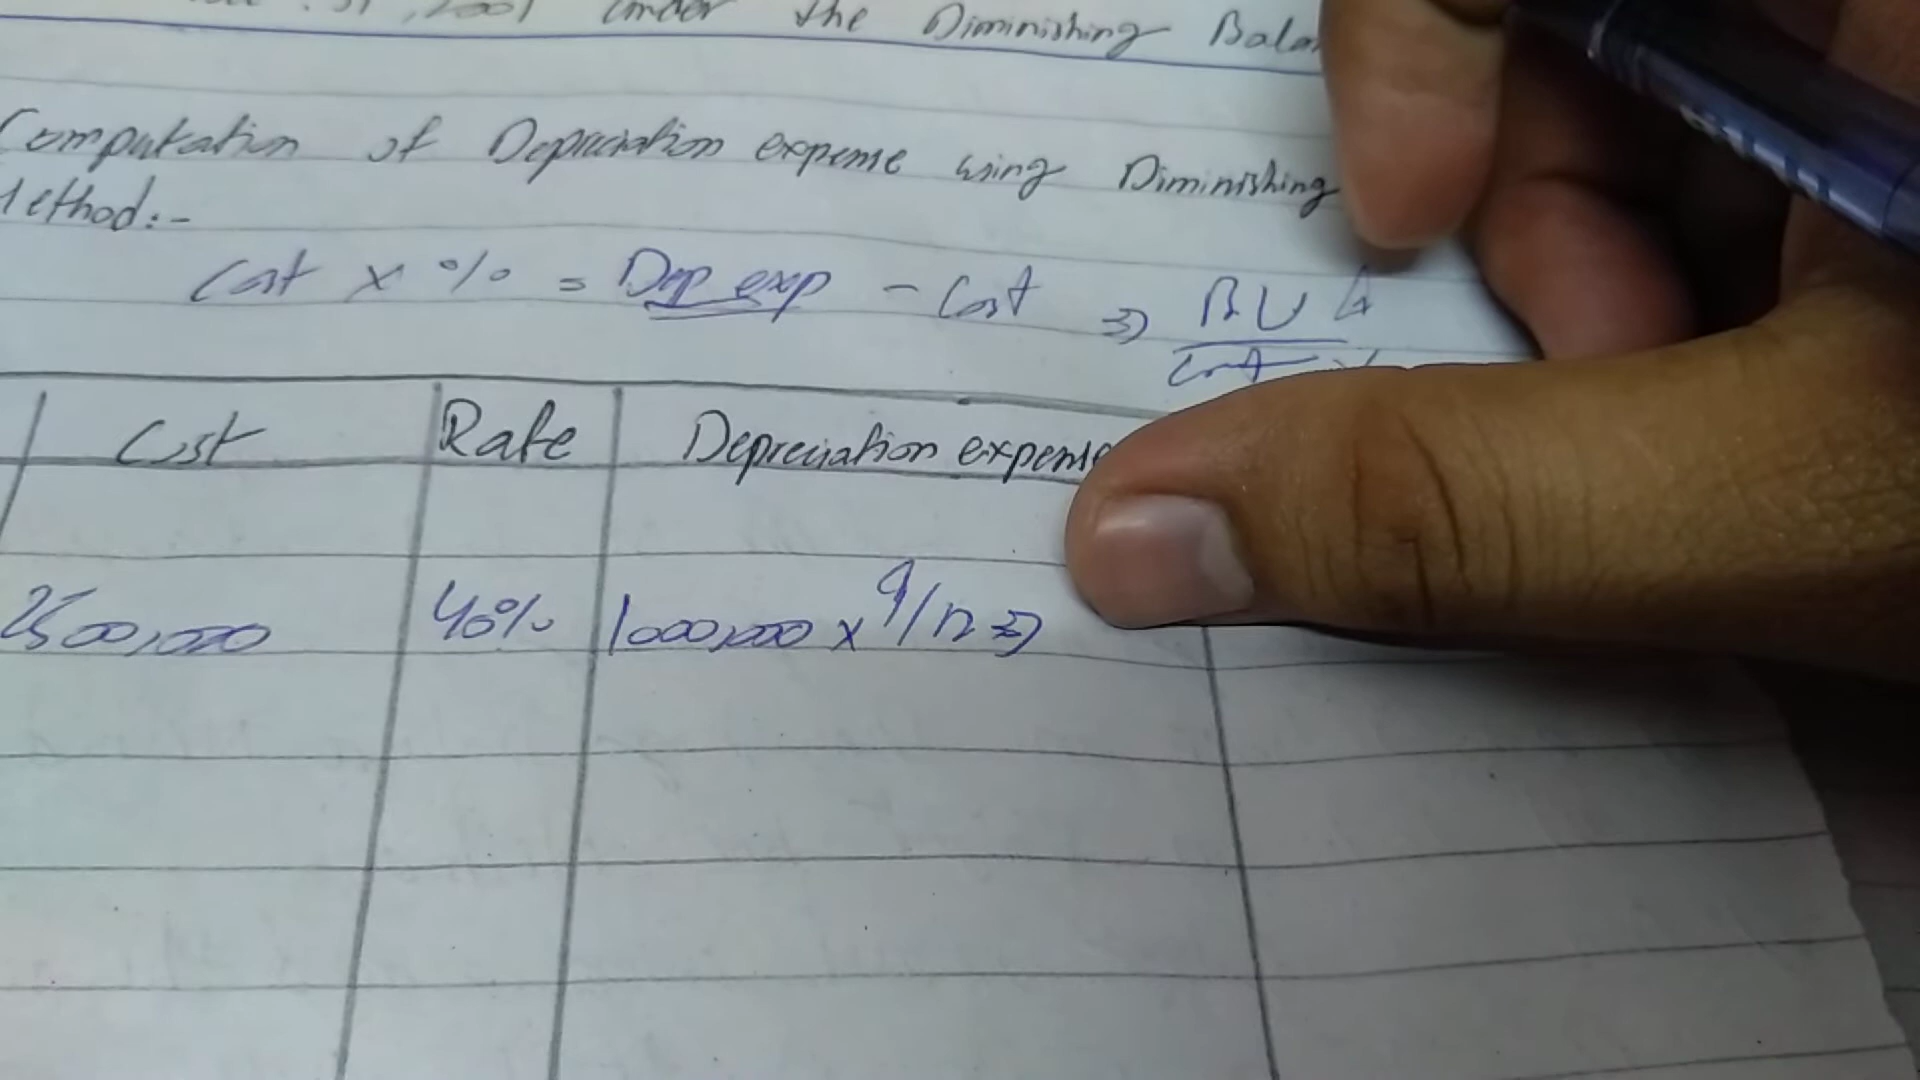 under the Diminishing
Computation of Depreciation expense using Diminishing
Method:-
Cost x % = Dep exp - Cost ⇒ BV
Cost Rate Depreciation expense
2500,000 40% 1000,000 x 9/12 ⇒